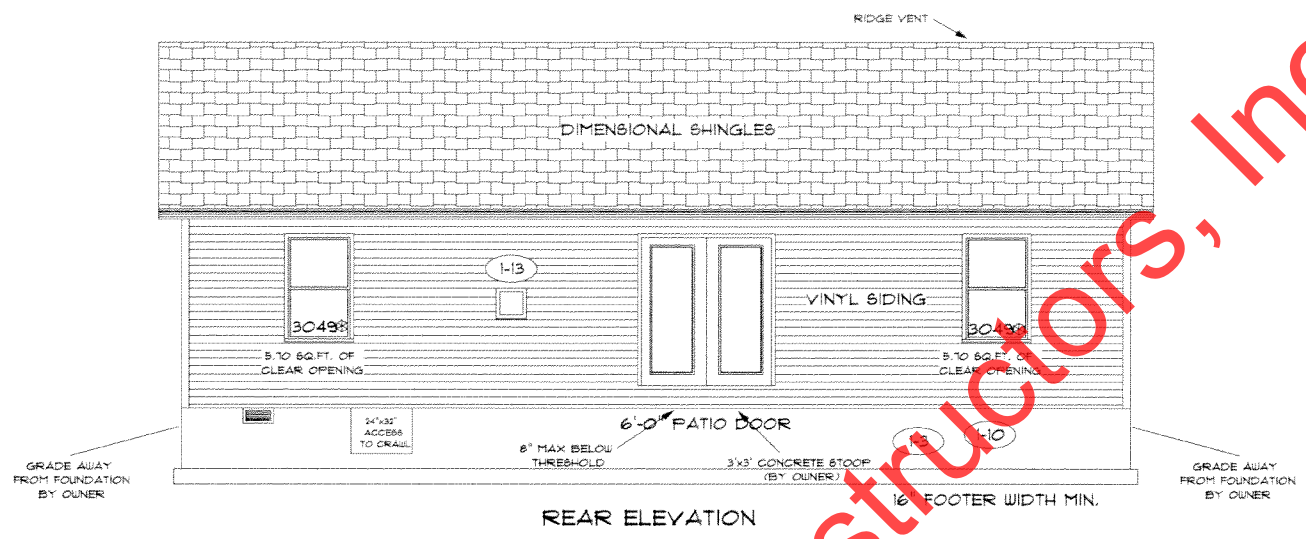 RIDGE VENT
DIMENSIONAL SHINGLES
1-13
VINYL SIDING
3049
3049
5.70 SQ.FT. OF
CLEAR OPENING
5.70 SQ.FT. OF
CLEAR OPENING
24"x32"
ACCESS
TO CRAWL
6'-0" PATIO DOOR
8" MAX BELOW
THRESHOLD
3'x3' CONCRETE STOOP
(BY OWNER)
1-3
1-10
GRADE AWAY
FROM FOUNDATION
BY OWNER
GRADE AWAY
FROM FOUNDATION
BY OWNER
16" FOOTER WIDTH MIN.
REAR ELEVATION
structors, Inc